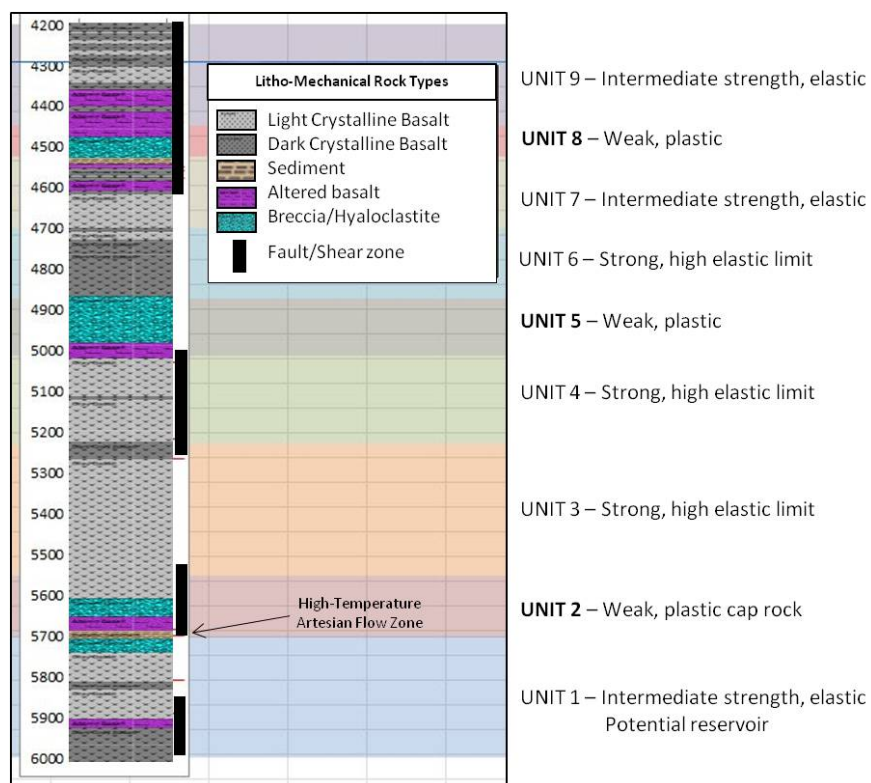 4200
4300
4400
4500
4600
4700
4800
4900
5000
5100
5200
5300
5400
5500
5600
5700
5800
5900
6000
Litho-Mechanical Rock Types
Light Crystalline Basalt
Dark Crystalline Basalt
Sediment
Altered basalt
Breccia/Hyaloclastite
Fault/Shear zone
High-Temperature
Artesian Flow Zone
UNIT 9 – Intermediate strength, elastic
UNIT 8 – Weak, plastic
UNIT 7 – Intermediate strength, elastic
UNIT 6 – Strong, high elastic limit
UNIT 5 – Weak, plastic
UNIT 4 – Strong, high elastic limit
UNIT 3 – Strong, high elastic limit
UNIT 2 – Weak, plastic cap rock
UNIT 1 – Intermediate strength, elastic
Potential reservoir